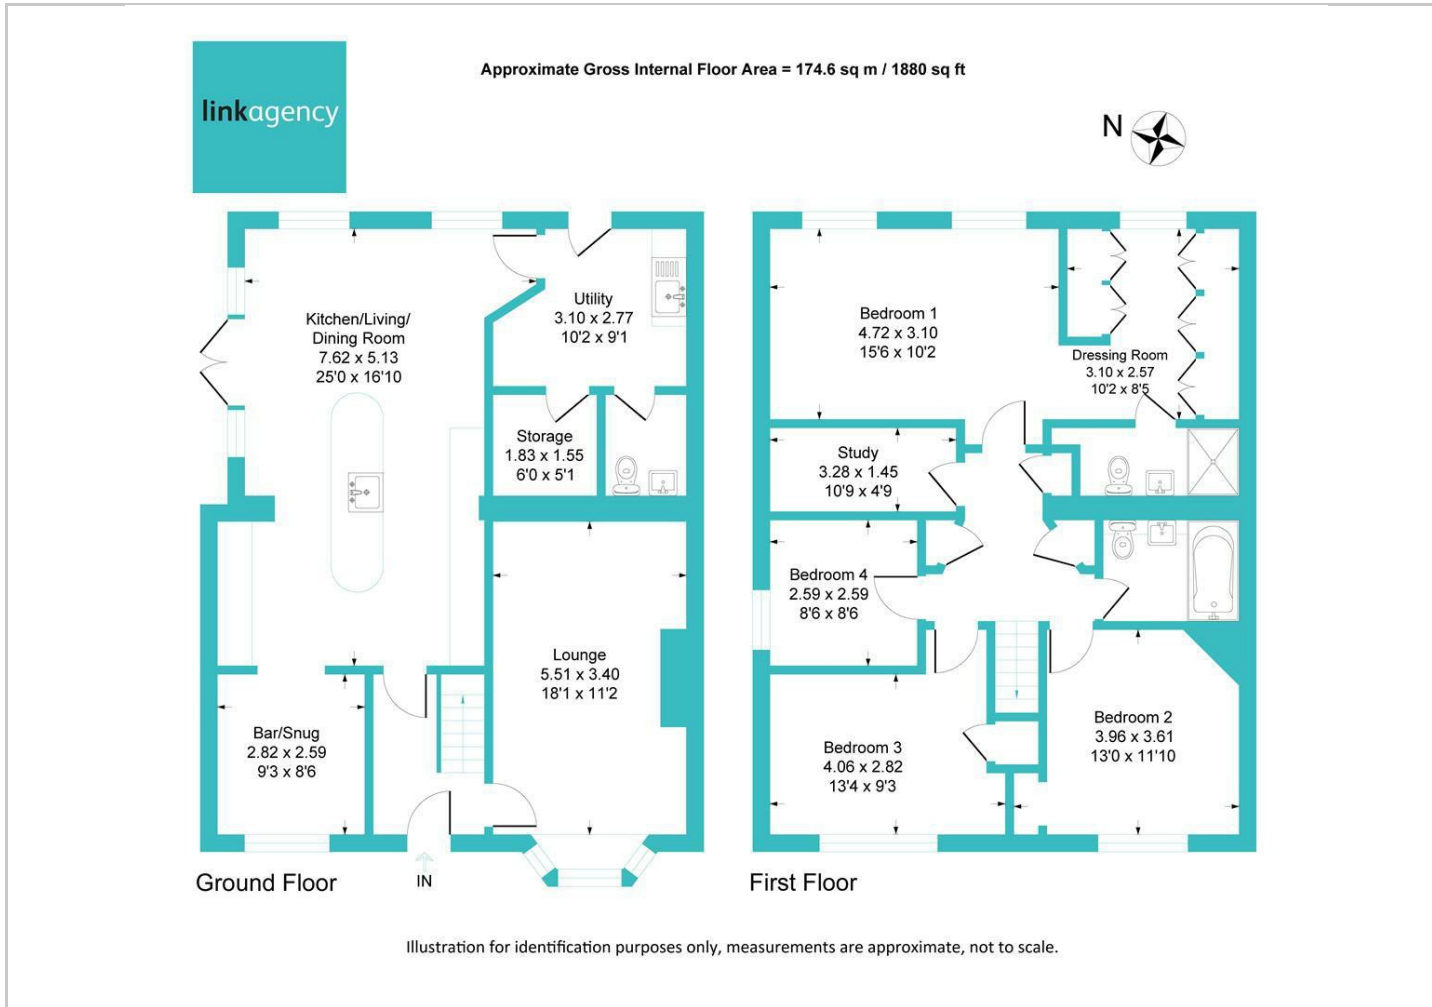 linkagency
Approximate Gross Internal Floor Area = 174.6 sq m / 1880 sq ft
N
Kitchen/Living/
Dining Room
7.62 x 5.13
25'0 x 16'10
Utility
3.10 x 2.77
10'2 x 9'1
Storage
1.83 x 1.55
6'0 x 5'1
Lounge
5.51 x 3.40
18'1 x 11'2
Bar/Snug
2.82 x 2.59
9'3 x 8'6
IN
Ground Floor
Bedroom 1
4.72 x 3.10
15'6 x 10'2
Dressing Room
3.10 x 2.57
10'2 x 8'5
Study
3.28 x 1.45
10'9 x 4'9
Bedroom 4
2.59 x 2.59
8'6 x 8'6
Bedroom 3
4.06 x 2.82
13'4 x 9'3
Bedroom 2
3.96 x 3.61
13'0 x 11'10
First Floor
Illustration for identification purposes only, measurements are approximate, not to scale.